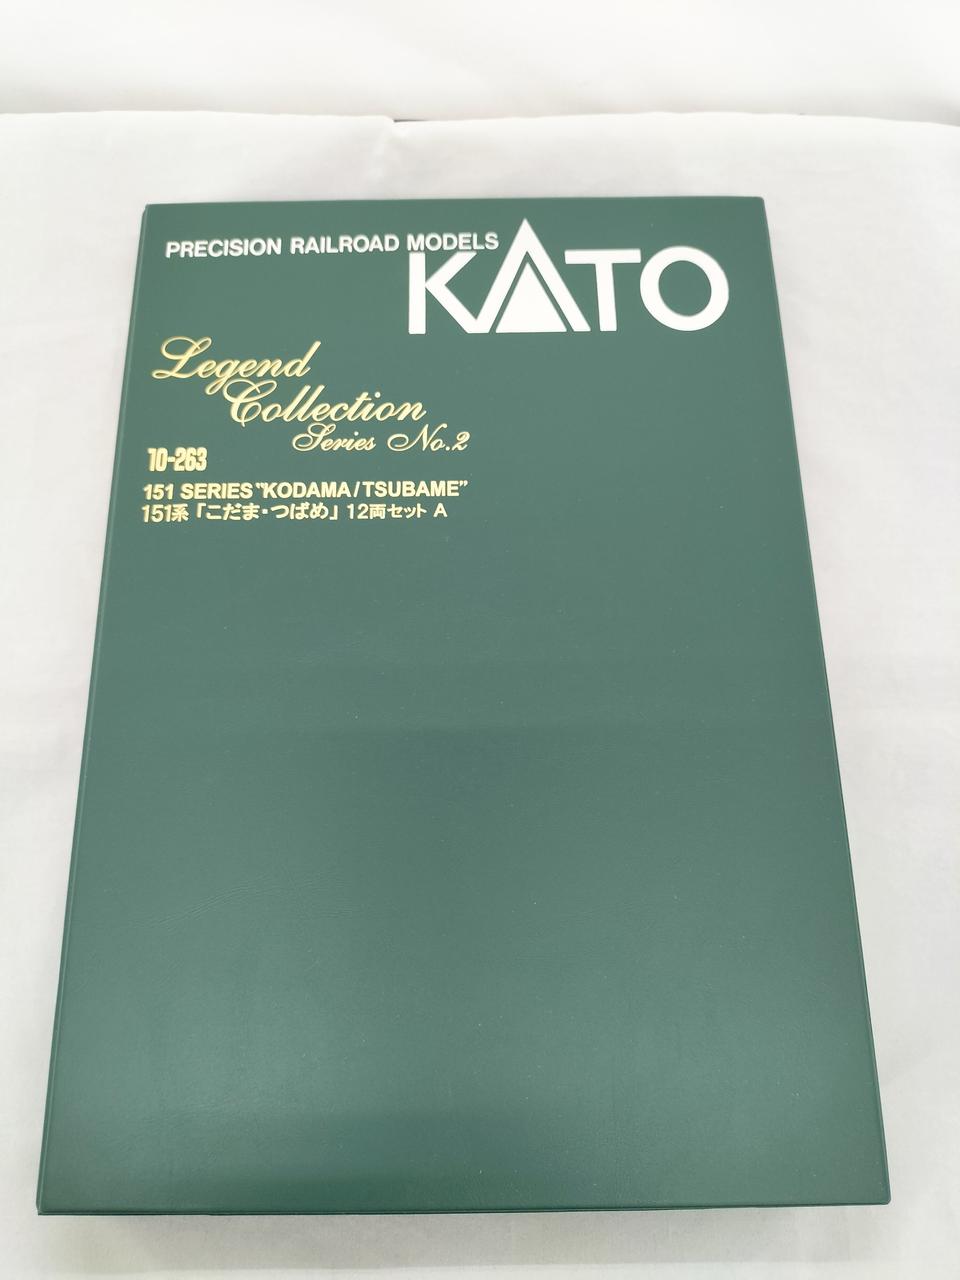 PRECISION RAILROAD MODELS
KATO
Legend
Collection
Series No.2
10-263
151 SERIES "KODAMA/TSUBAME"
151系「こだま・つばめ」12両セット A